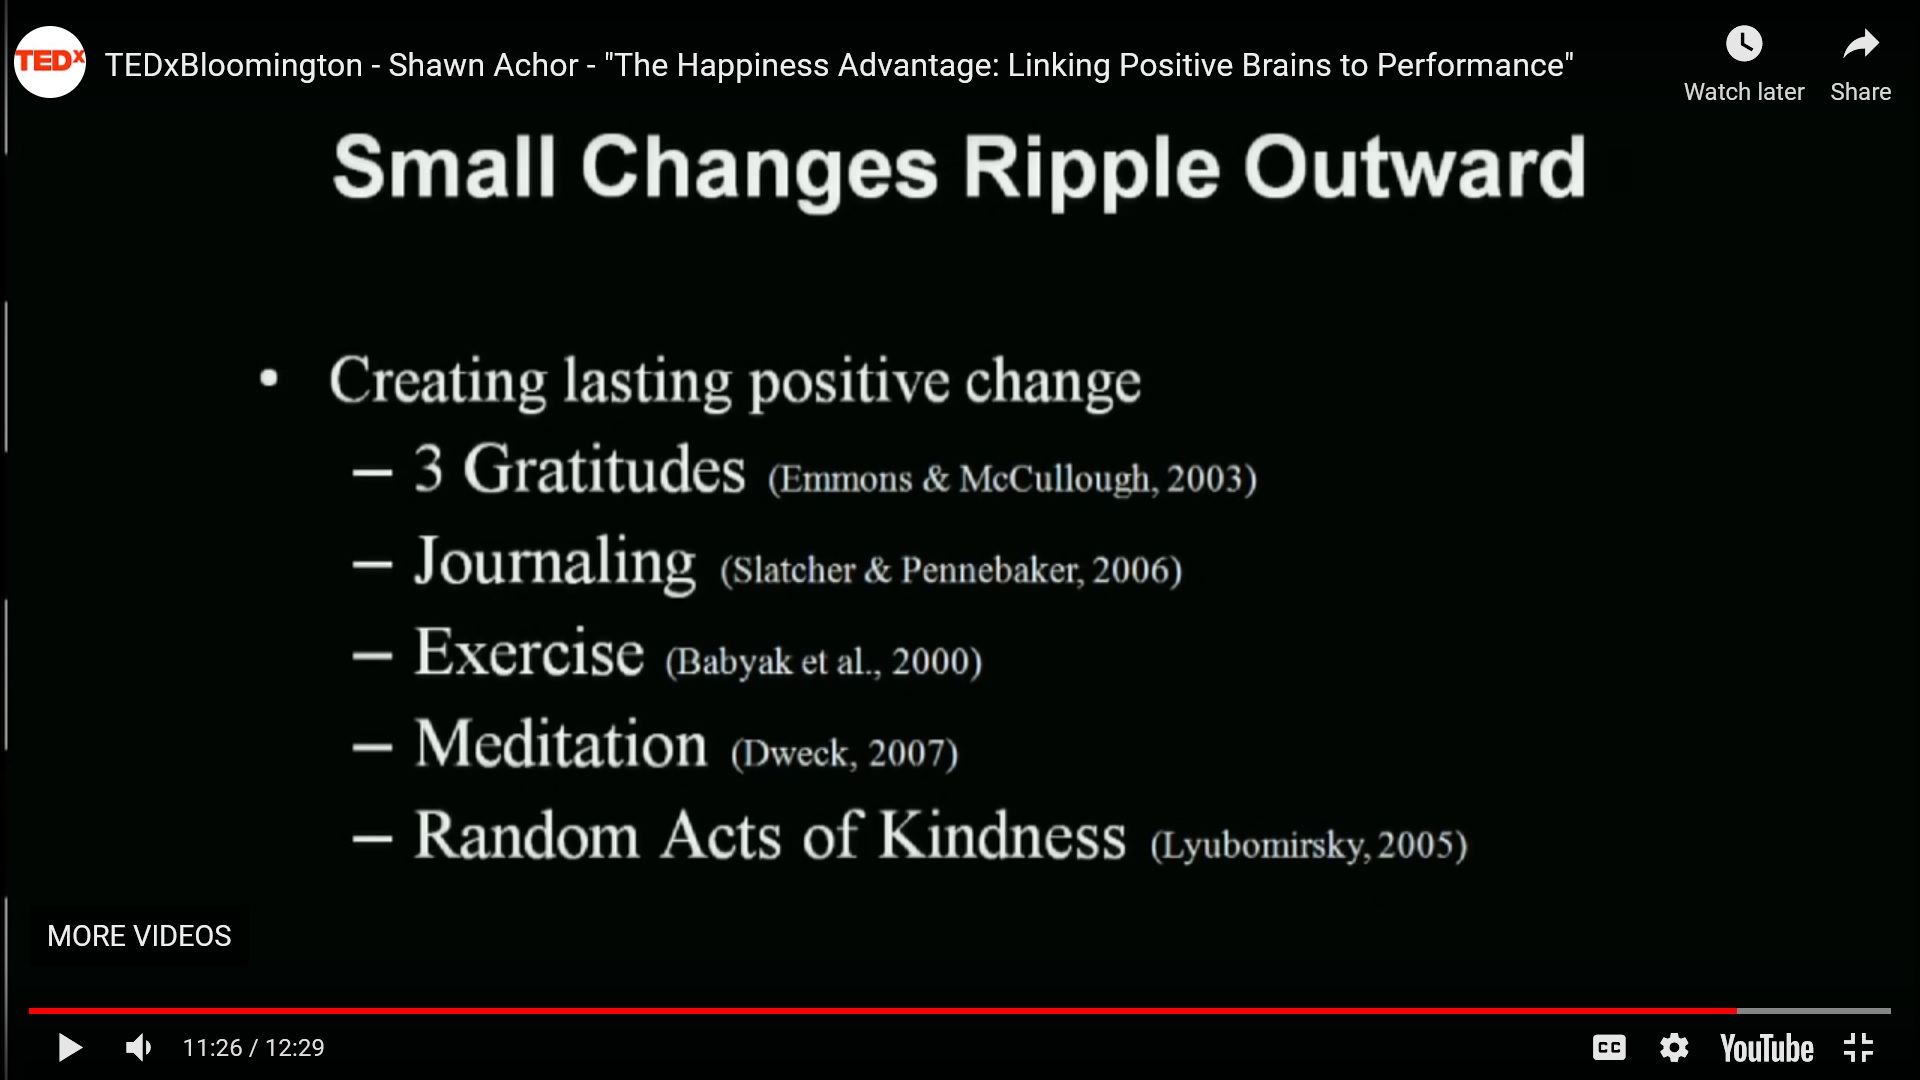 TEDx
TEDxBloomington - Shawn Achor - "The Happiness Advantage: Linking Positive Brains to Performance"
Watch later
Share
Small Changes Ripple Outward
• Creating lasting positive change
– 3 Gratitudes (Emmons & McCullough, 2003)
– Journaling (Slatcher & Pennebaker, 2006)
– Exercise (Babyak et al., 2000)
– Meditation (Dweck, 2007)
– Random Acts of Kindness (Lyubomirsky, 2005)
MORE VIDEOS
11:26 / 12:29
CC
YouTube